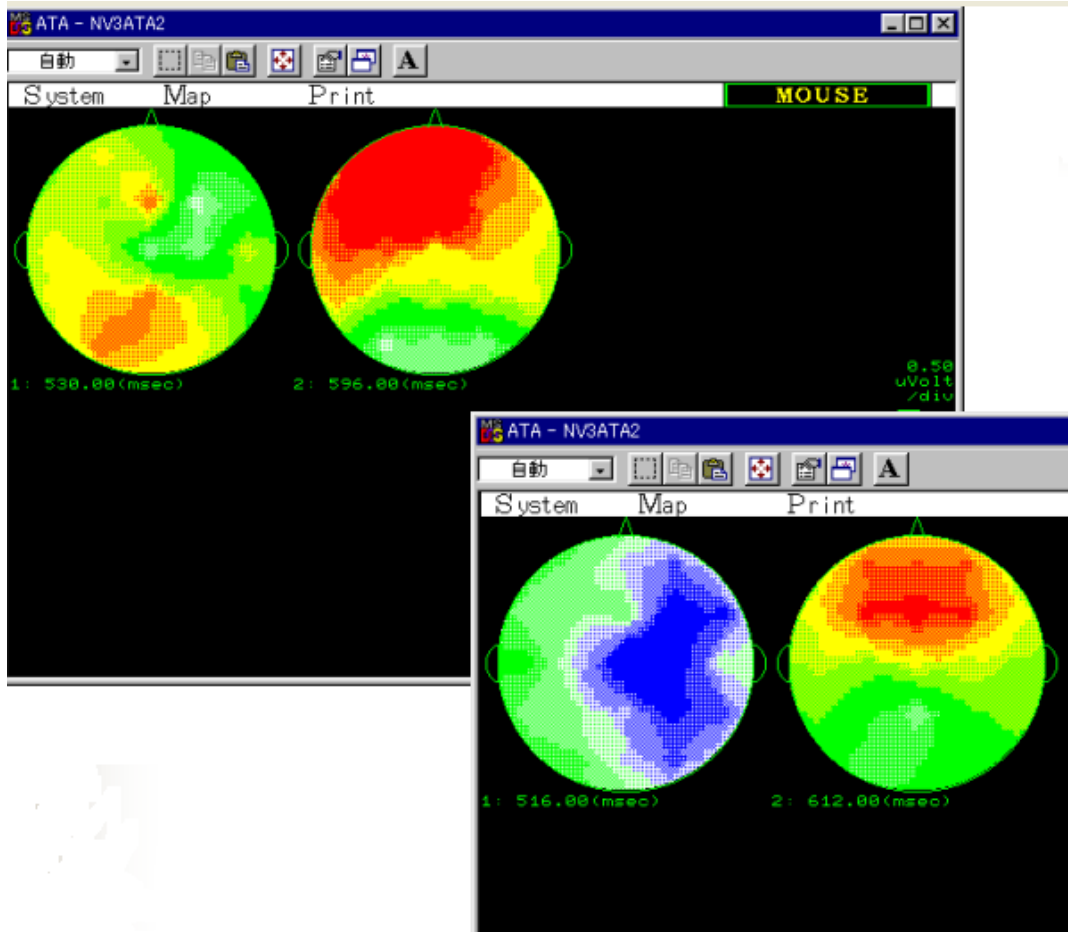 ATA - NV3ATA2
自動
A
System Map Print
MOUSE
1: 530.00(msec) 2: 596.00(msec)
0.50
uVolt
/div
ATA - NV3ATA2
自動
A
System Map Print
1: 516.00(msec) 2: 612.00(msec)